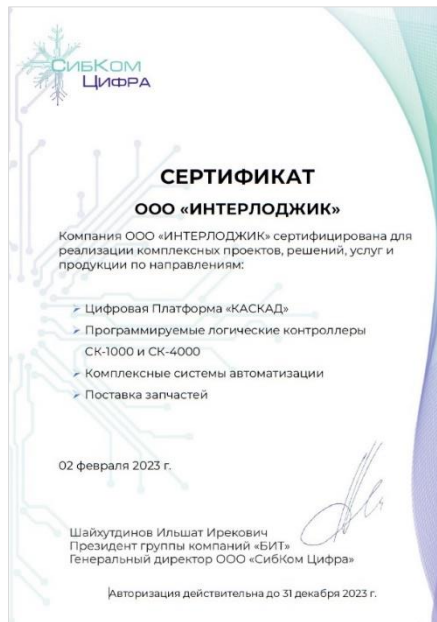 СибКом
Цифра
СЕРТИФИКАТ
ООО «ИНТЕРЛОДЖИК»
Компания ООО «ИНТЕРЛОДЖИК» сертифицирована для
реализации комплексных проектов, решений, услуг и
продукции по направлениям:
Цифровая Платформа «КАСКАД»
Программируемые логические контроллеры
СК-1000 и СК-4000
Комплексные системы автоматизации
Поставка запчастей
02 февраля 2023 г.
Шайхутдинов Ильшат Ирекович
Президент группы компаний «БИТ»
Генеральный директор ООО «СибКом Цифра»
Авторизация действительна до 31 декабря 2023 г.